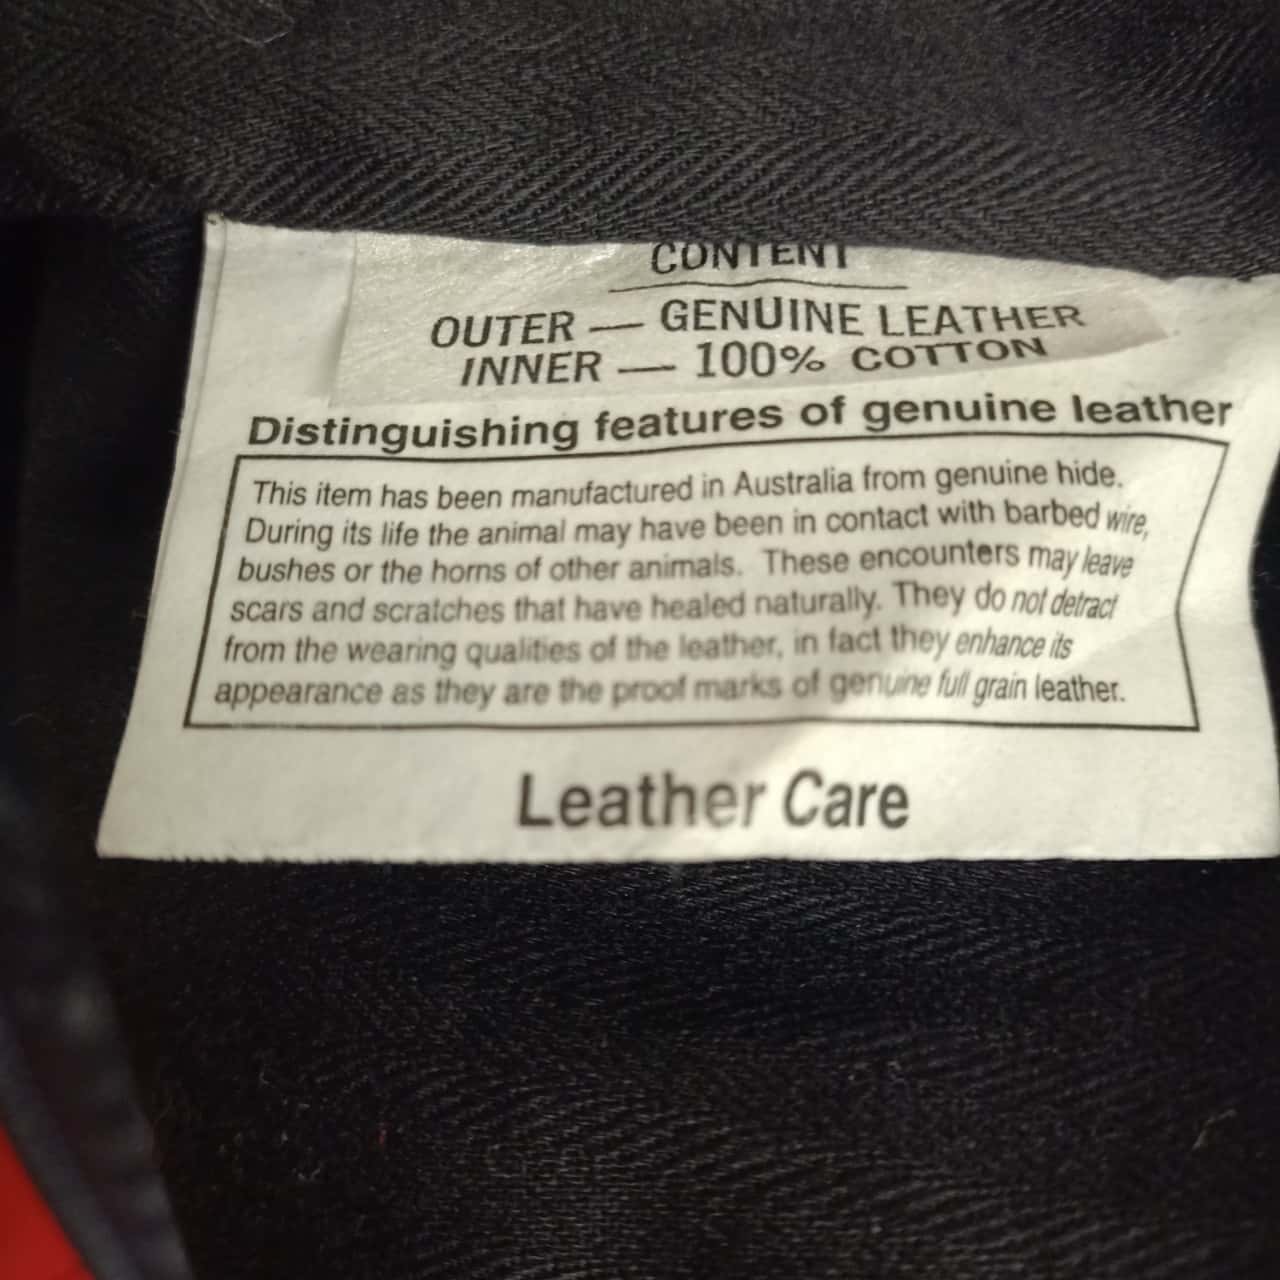 CONTENT
OUTER — GENUINE LEATHER
INNER — 100% COTTON
Distinguishing features of genuine leather
This item has been manufactured in Australia from genuine hide.
During its life the animal may have been in contact with barbed wire,
bushes or the horns of other animals. These encounters may leave
scars and scratches that have healed naturally. They do not detract
from the wearing qualities of the leather, in fact they enhance its
appearance as they are the proof marks of genuine full grain leather.
Leather Care